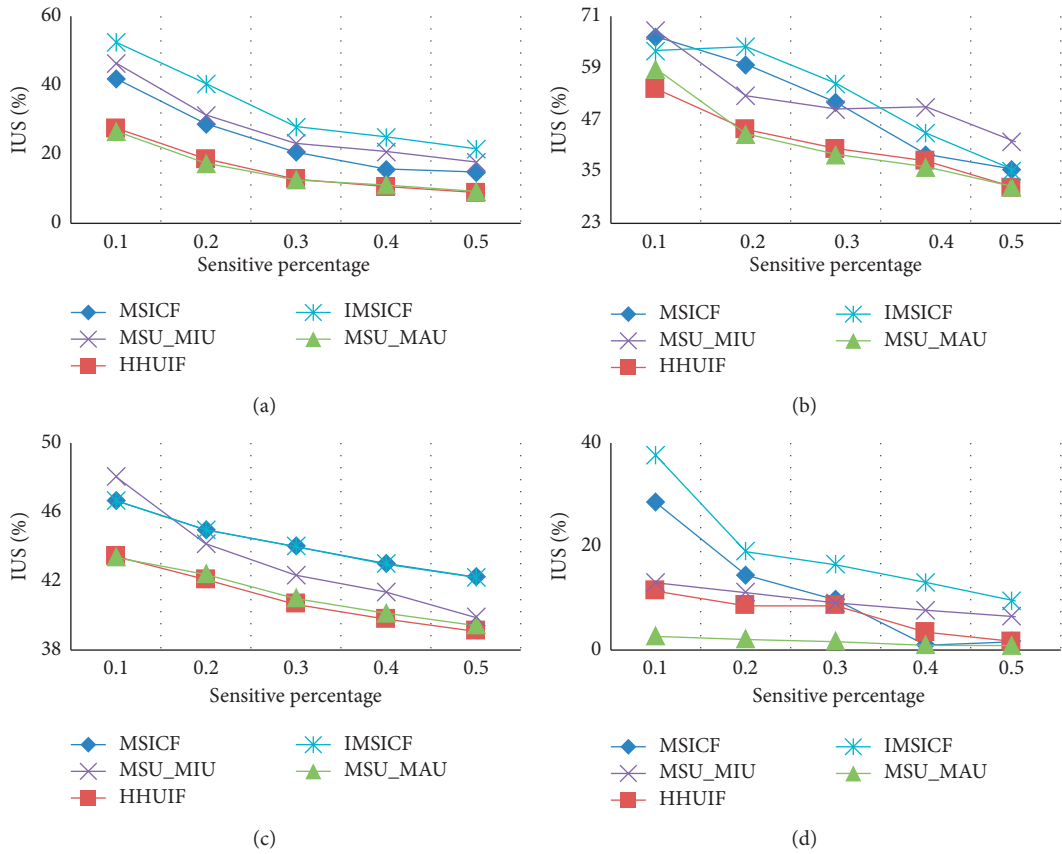 60
40
20
0
IUS (%)
0.1 0.2 0.3 0.4 0.5
Sensitive percentage
MSICF IMSICF
MSU_MIU MSU_MAU
HHUIF
(a)
71
59
47
35
23
IUS (%)
0.1 0.2 0.3 0.4 0.5
Sensitive percentage
MSICF IMSICF
MSU_MIU MSU_MAU
HHUIF
(b)
50
46
42
38
IUS (%)
0.1 0.2 0.3 0.4 0.5
Sensitive percentage
MSICF IMSICF
MSU_MIU MSU_MAU
HHUIF
(c)
40
20
0
IUS (%)
0.1 0.2 0.3 0.4 0.5
Sensitive percentage
MSICF IMSICF
MSU_MIU MSU_MAU
HHUIF
(d)